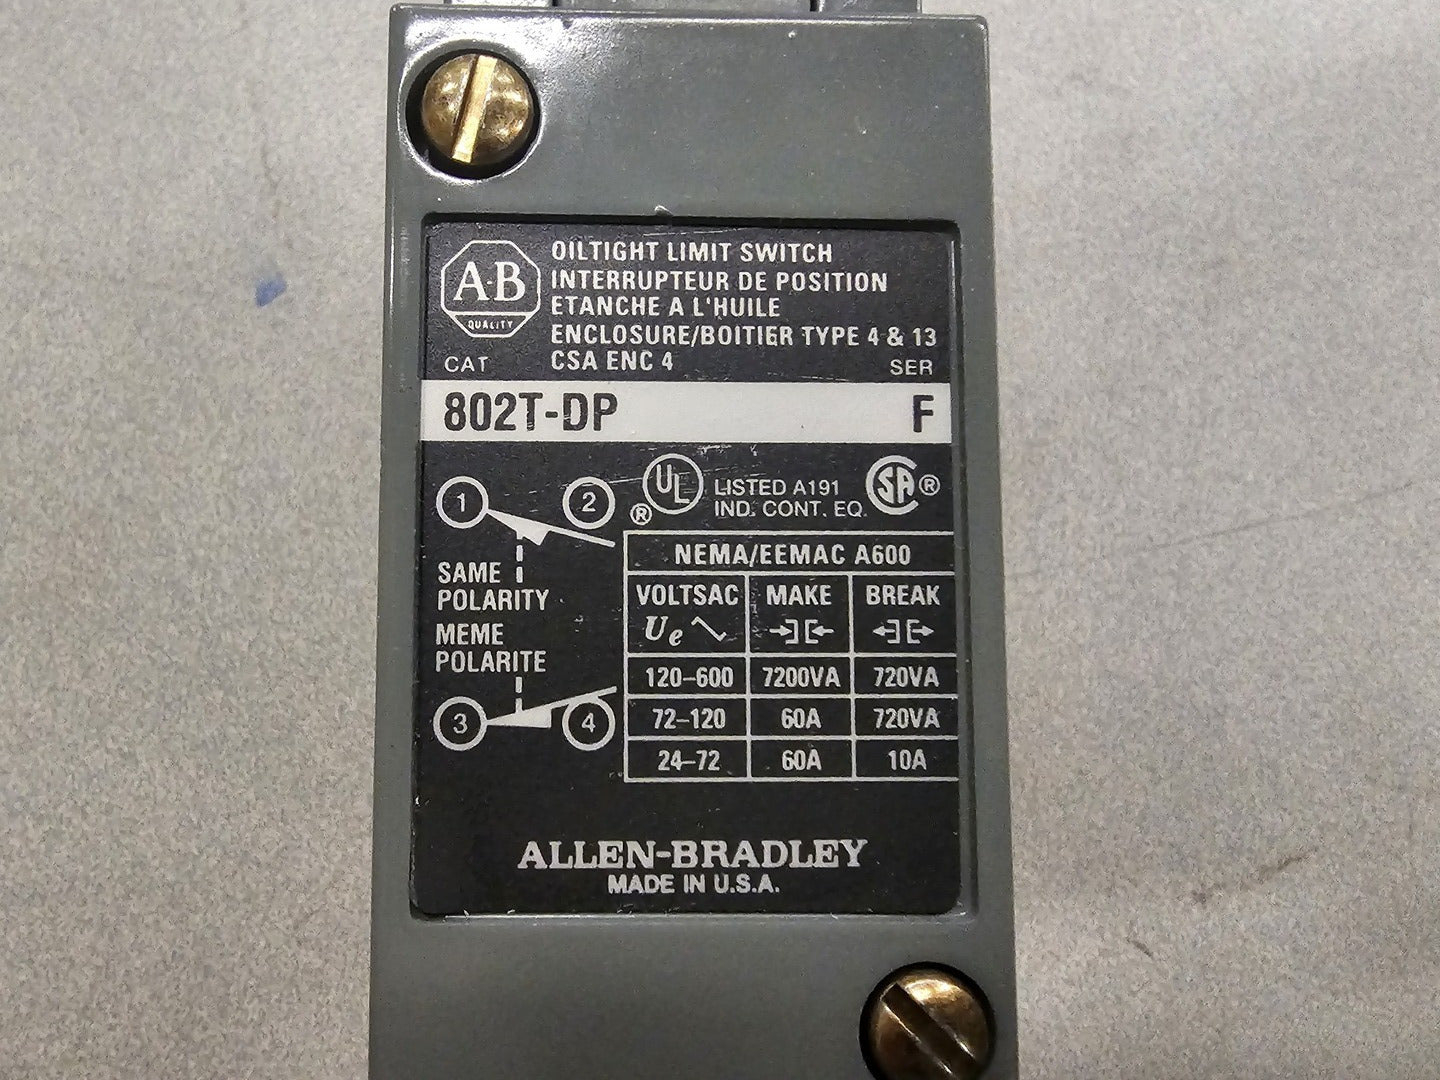 A·B
QUALITY
OILTIGHT LIMIT SWITCH
INTERRUPTEUR DE POSITION
ETANCHE A L'HUILE
ENCLOSURE/BOITIER TYPE 4 & 13
CSA ENC 4
CAT SER
802T-DP F
1 2
UL ® LISTED A191
IND. CONT. EQ.
SA ®
SAME
POLARITY
MEME
POLARITE
3 4
NEMA/EEMAC A600
VOLTSAC MAKE BREAK
Ue
120-600 7200VA 720VA
72-120 60A 720VA
24-72 60A 10A
ALLEN-BRADLEY
MADE IN U.S.A.